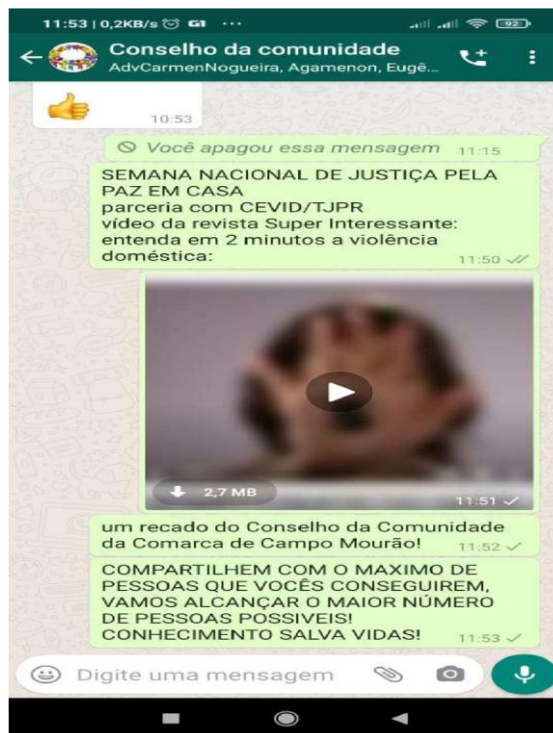 11:53 | 0,2KB/s G1 ... 92
Conselho da comunidade
AdvCarmenNogueira, Agamenon, Eugê...
10:53
Você apagou essa mensagem 11:15
SEMANA NACIONAL DE JUSTIÇA PELA
PAZ EM CASA
parceria com CEVID/TJPR
vídeo da revista Super Interessante:
entenda em 2 minutos a violência
doméstica: 11:50
2,7 MB 11:51
um recado do Conselho da Comunidade
da Comarca de Campo Mourão! 11:52
COMPARTILHEM COM O MAXIMO DE
PESSOAS QUE VOCÊS CONSEGUIREM,
VAMOS ALCANÇAR O MAIOR NÚMERO
DE PESSOAS POSSIVEIS!
CONHECIMENTO SALVA VIDAS! 11:53
Digite uma mensagem